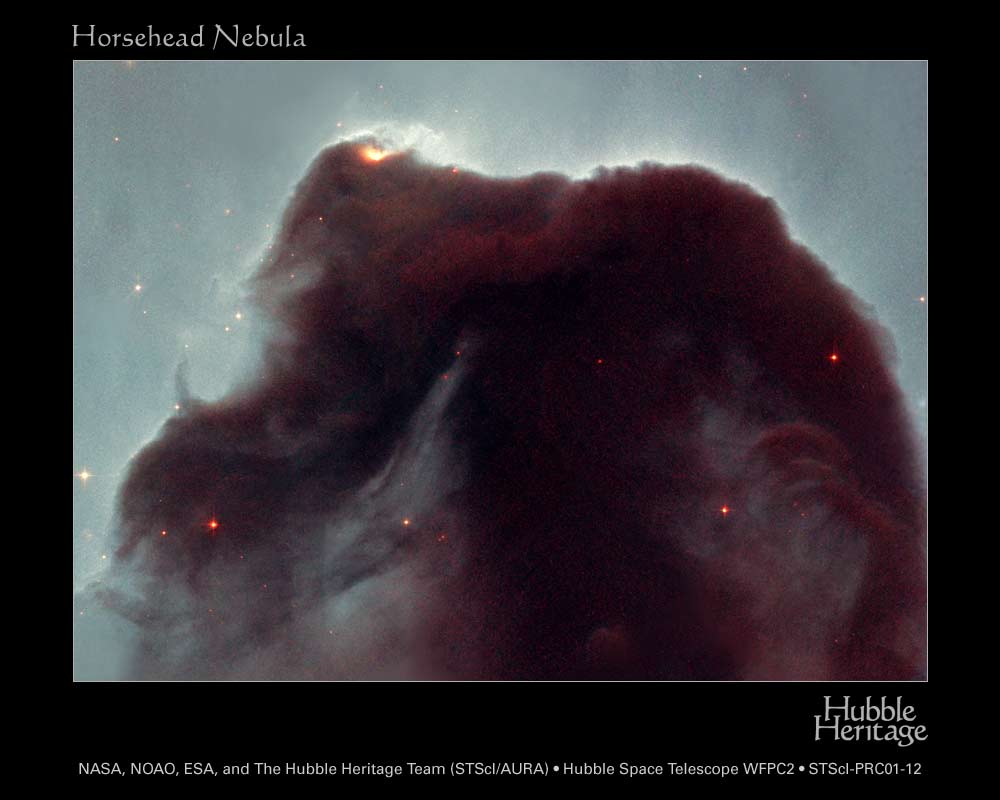 Horsehead Nebula
Hubble
Heritage
NASA, NOAO, ESA, and The Hubble Heritage Team (STScI/AURA) • Hubble Space Telescope WFPC2 • STScI-PRC01-12